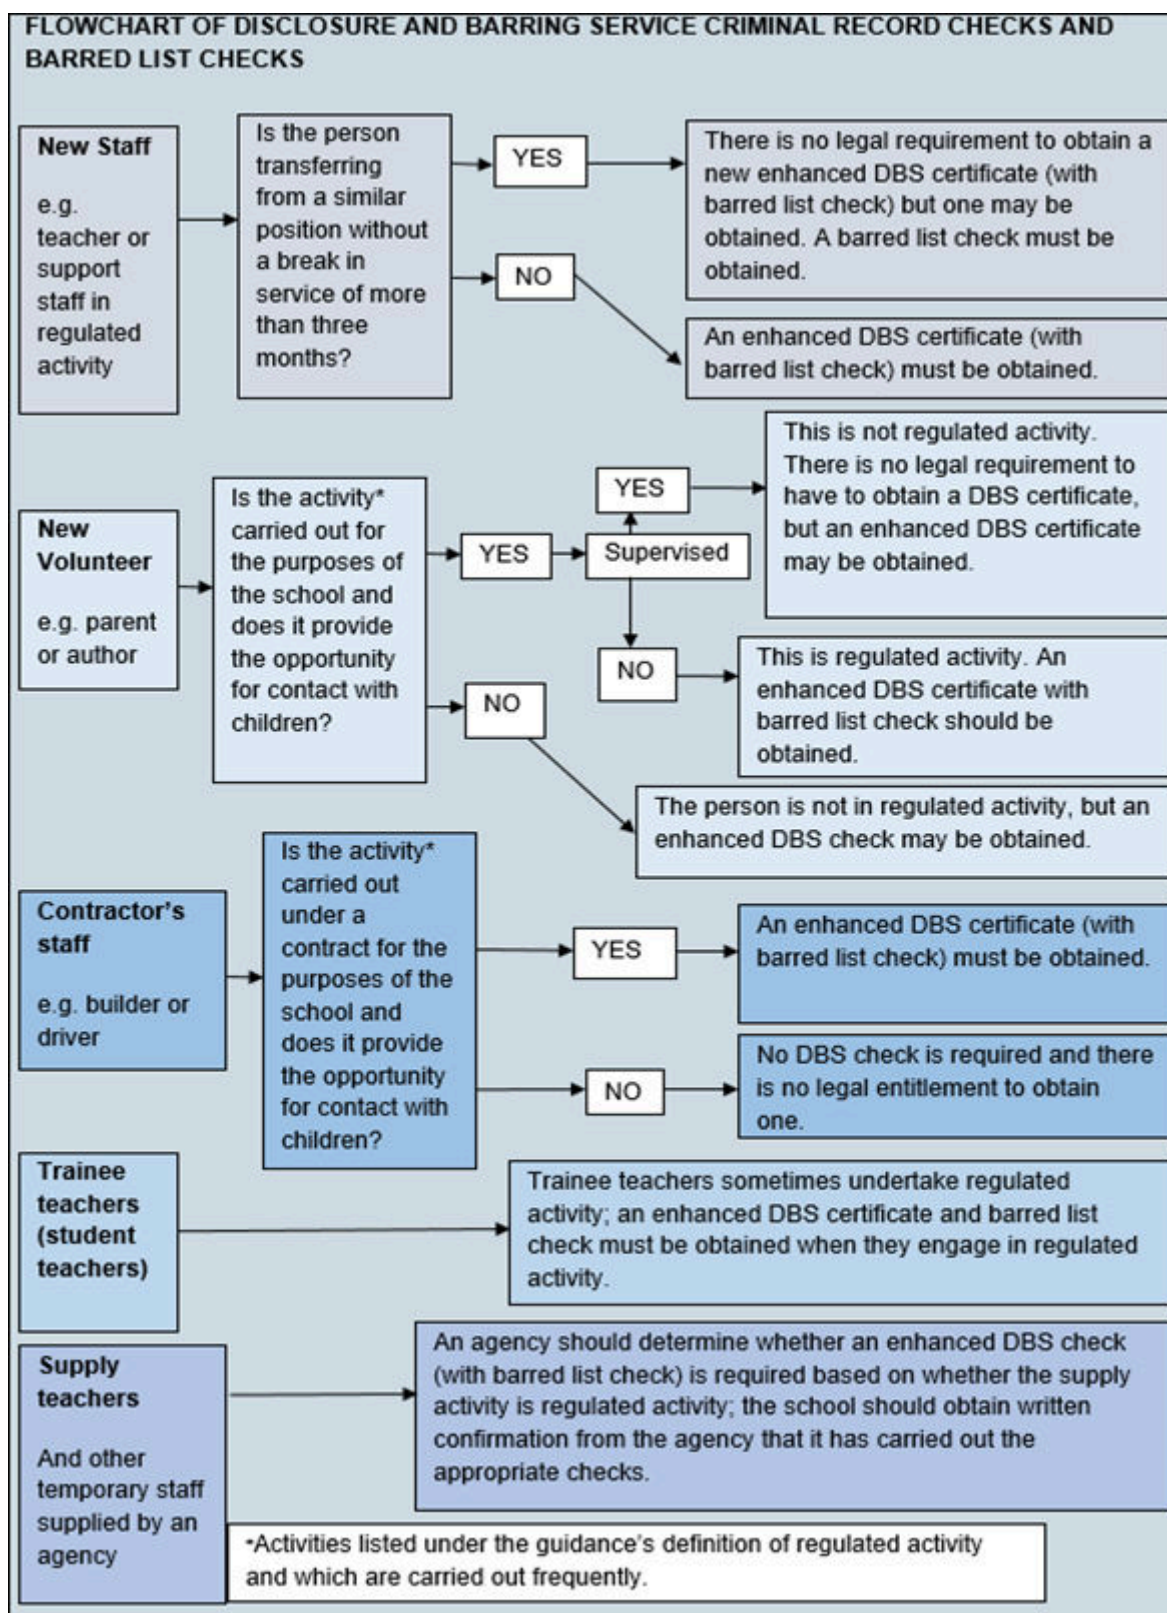 FLOWCHART OF DISCLOSURE AND BARRING SERVICE CRIMINAL RECORD CHECKS AND
BARRED LIST CHECKS
New Staff
e.g.
teacher or
support
staff in
regulated
activity
Is the person
transferring
from a similar
position without
a break in
service of more
than three
months?
YES
There is no legal requirement to obtain a
new enhanced DBS certificate (with
barred list check) but one may be
obtained. A barred list check must be
obtained.
NO
An enhanced DBS certificate (with
barred list check) must be obtained.
New
Volunteer
e.g. parent
or author
Is the activity*
carried out for
the purposes of
the school and
does it provide
the opportunity
for contact with
children?
YES
Supervised
YES
This is not regulated activity.
There is no legal requirement to
have to obtain a DBS certificate,
but an enhanced DBS certificate
may be obtained.
NO
This is regulated activity. An
enhanced DBS certificate with
barred list check should be
obtained.
NO
The person is not in regulated activity, but an
enhanced DBS check may be obtained.
Contractor's
staff
e.g. builder or
driver
Is the activity*
carried out
under a
contract for the
purposes of the
school and
does it provide
the opportunity
for contact with
children?
YES
An enhanced DBS certificate (with
barred list check) must be obtained.
NO
No DBS check is required and there
is no legal entitlement to obtain
one.
Trainee
teachers
(student
teachers)
Trainee teachers sometimes undertake regulated
activity; an enhanced DBS certificate and barred list
check must be obtained when they engage in regulated
activity.
Supply
teachers
And other
temporary staff
supplied by an
agency
An agency should determine whether an enhanced DBS check
(with barred list check) is required based on whether the supply
activity is regulated activity; the school should obtain written
confirmation from the agency that it has carried out the
appropriate checks.
*Activities listed under the guidance's definition of regulated activity
and which are carried out frequently.